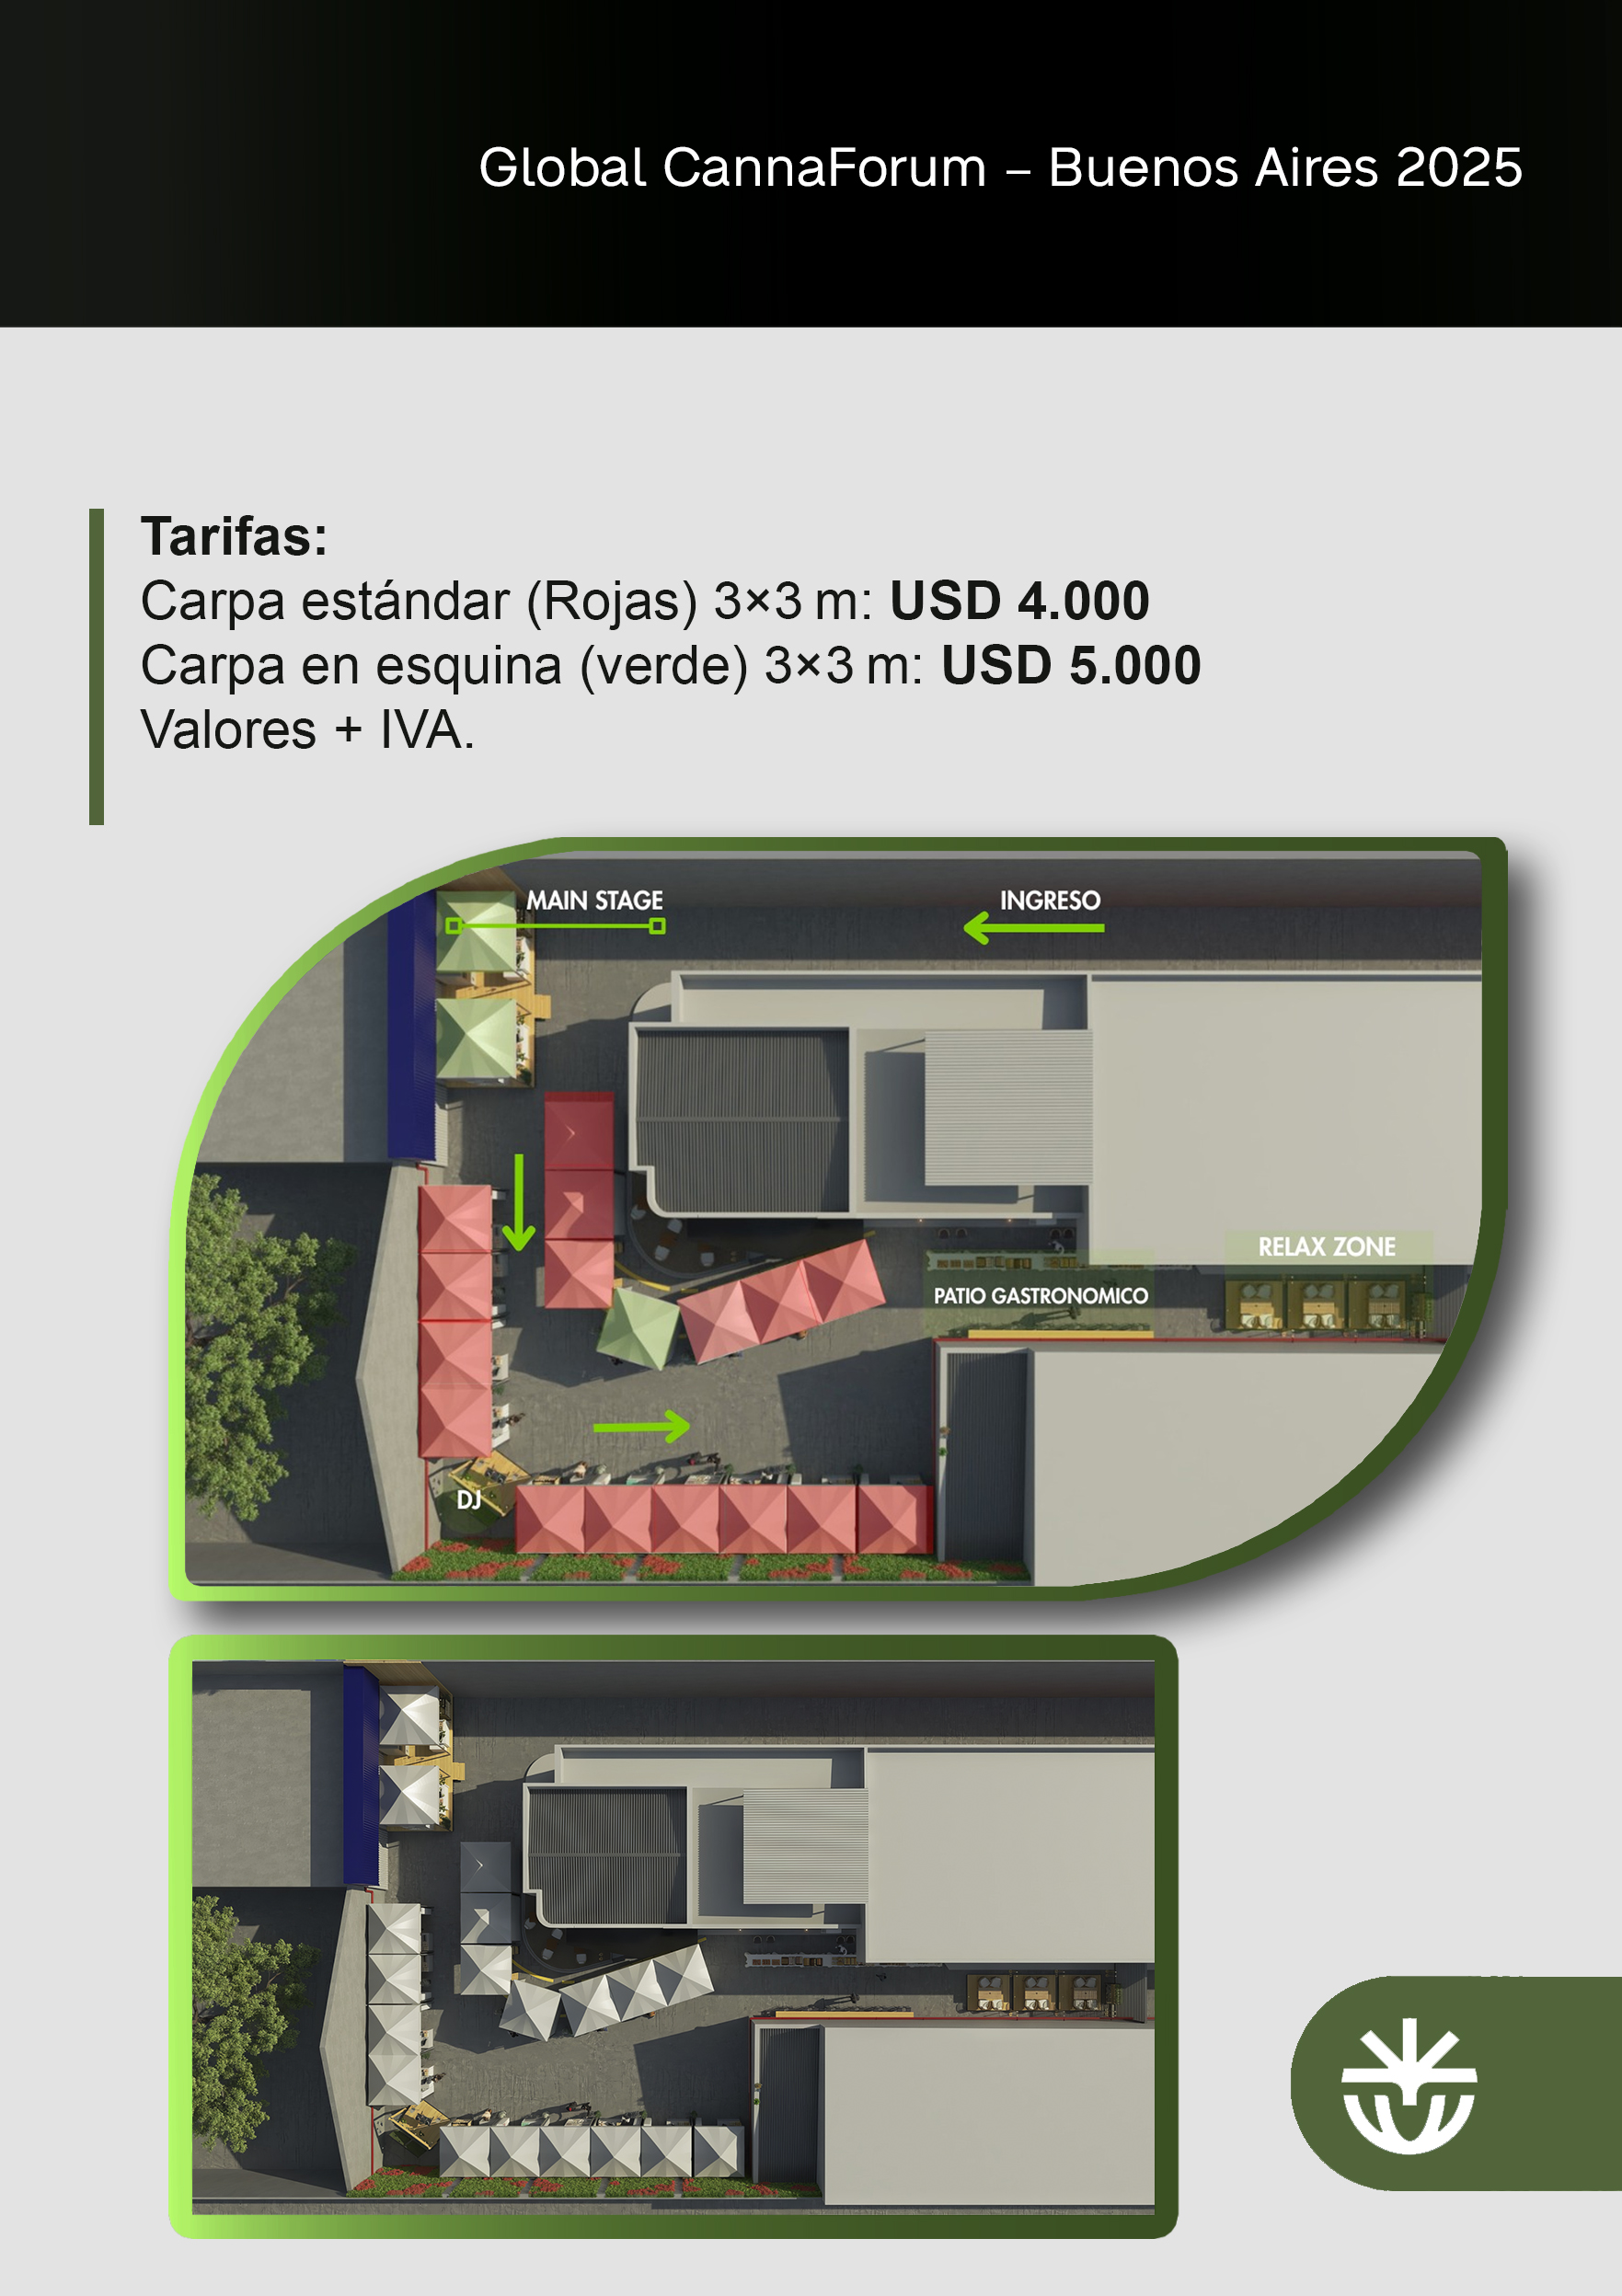 Global CannaForum – Buenos Aires 2025
Tarifas:
Carpa estándar (Rojas) 3×3 m: USD 4.000
Carpa en esquina (verde) 3×3 m: USD 5.000
Valores + IVA.
MAIN STAGE
INGRESO
RELAX ZONE
PATIO GASTRONOMICO
DJ